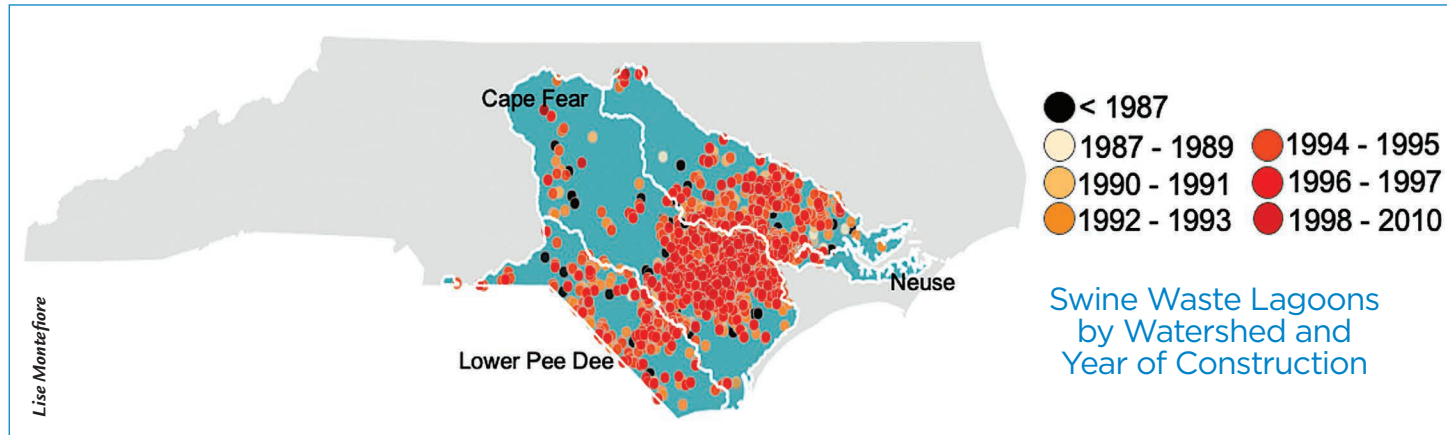 Cape Fear
Neuse
Lower Pee Dee
< 1987
1987 - 1989
1990 - 1991
1992 - 1993
1994 - 1995
1996 - 1997
1998 - 2010
Swine Waste Lagoons
by Watershed and
Year of Construction
Lise Montefiore